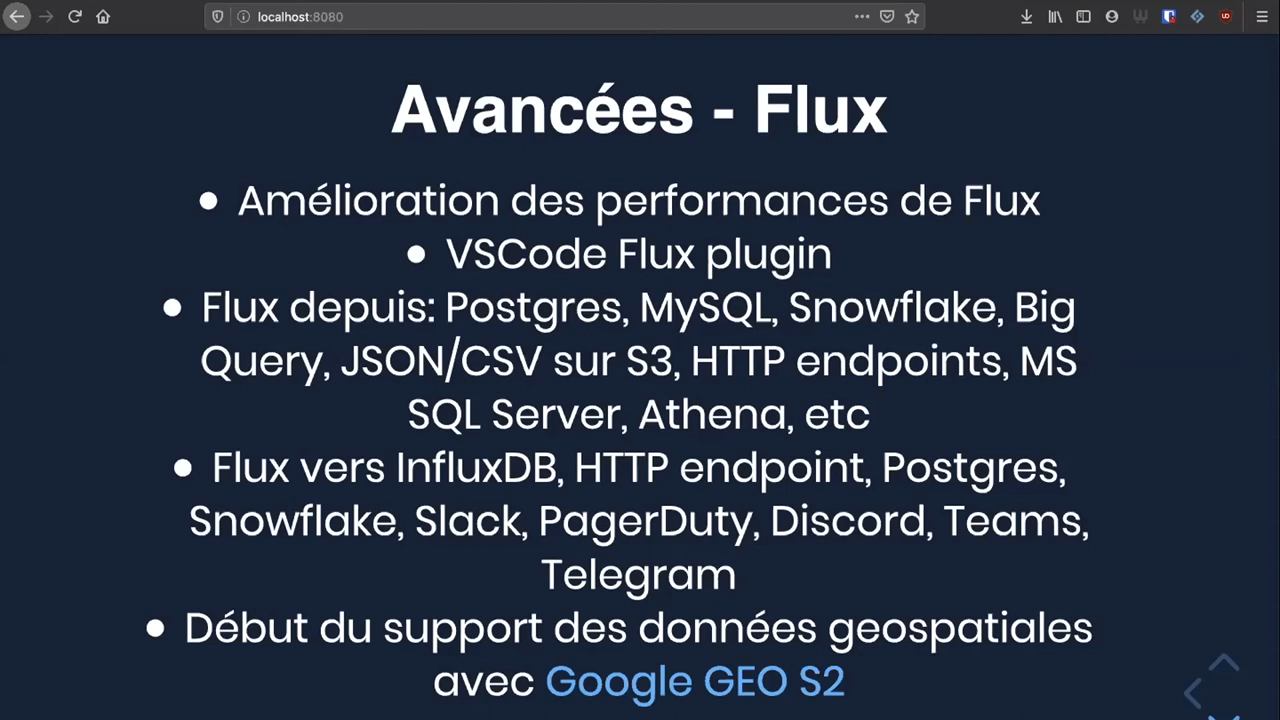 localhost:8080
Avancées - Flux
• Amélioration des performances de Flux
• VSCode Flux plugin
• Flux depuis: Postgres, MySQL, Snowflake, Big
Query, JSON/CSV sur S3, HTTP endpoints, MS
SQL Server, Athena, etc
• Flux vers InfluxDB, HTTP endpoint, Postgres,
Snowflake, Slack, PagerDuty, Discord, Teams,
Telegram
• Début du support des données geospatiales
avec Google GEO S2